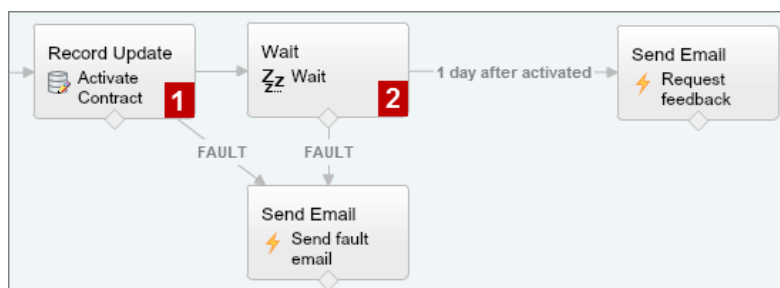 Record Update
Activate
Contract
1
Wait
Zzz... Wait
2
1 day after activated
Send Email
Request
feedback
FAULT
FAULT
Send Email
Send fault
email